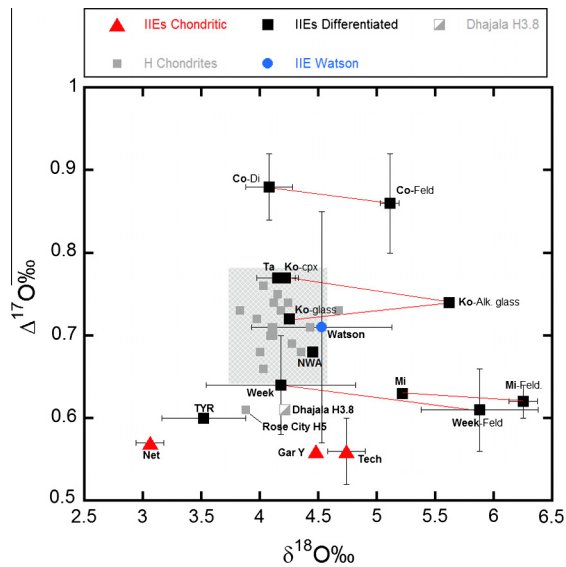 IIEs Chondritic IIEs Differentiated Dhajala H3.8
H Chondrites IIE Watson
1
0.9
0.8
0.7
0.6
0.5
Δ¹⁷O‰
Co-Di
Co-Feld
Ta Ko-cpx
Ko-glass
Ko-Alk. glass
Watson
NWA
Week
Mi
Mi-Feld.
TYR
Dhajala H3.8
Rose City H5
Week-Feld
Net
Gar Y
Tech
2.5 3 3.5 4 4.5 5 5.5 6 6.5
δ¹⁸O‰